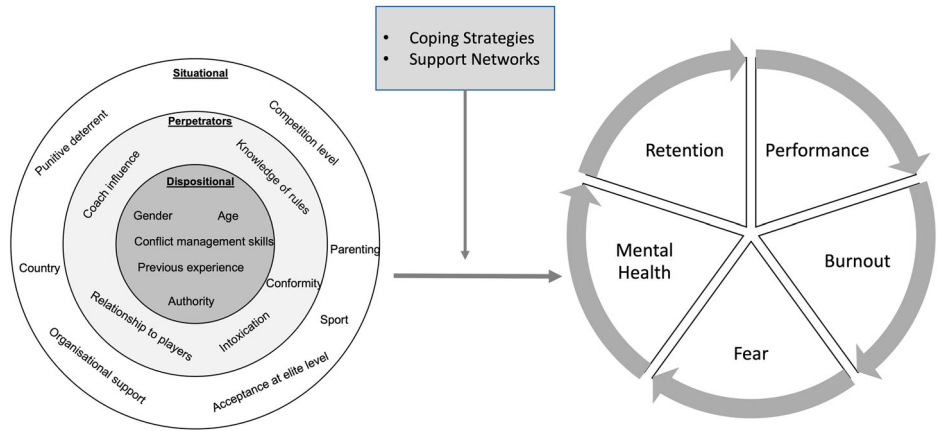 • Coping Strategies
• Support Networks
Situational
Punitive deterrent
Competition level
Perpetrators
Coach influence
Knowledge of rules
Dispositional
Gender
Age
Conflict management skills
Previous experience
Authority
Parenting
Country
Conformity
Relationship to players
Intoxication
Sport
Organisational support
Acceptance at elite level
Retention
Performance
Mental
Health
Burnout
Fear